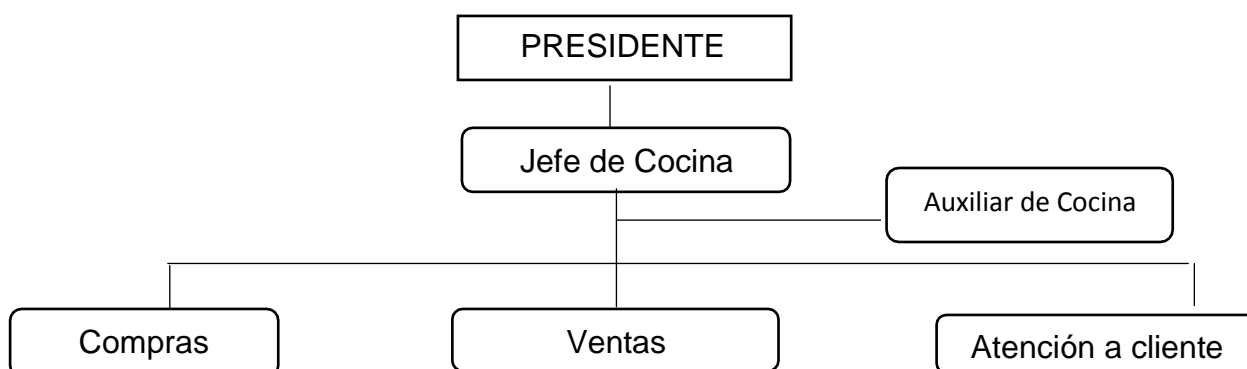 PRESIDENTE
Jefe de Cocina
Auxiliar de Cocina
Compras
Ventas
Atención a cliente